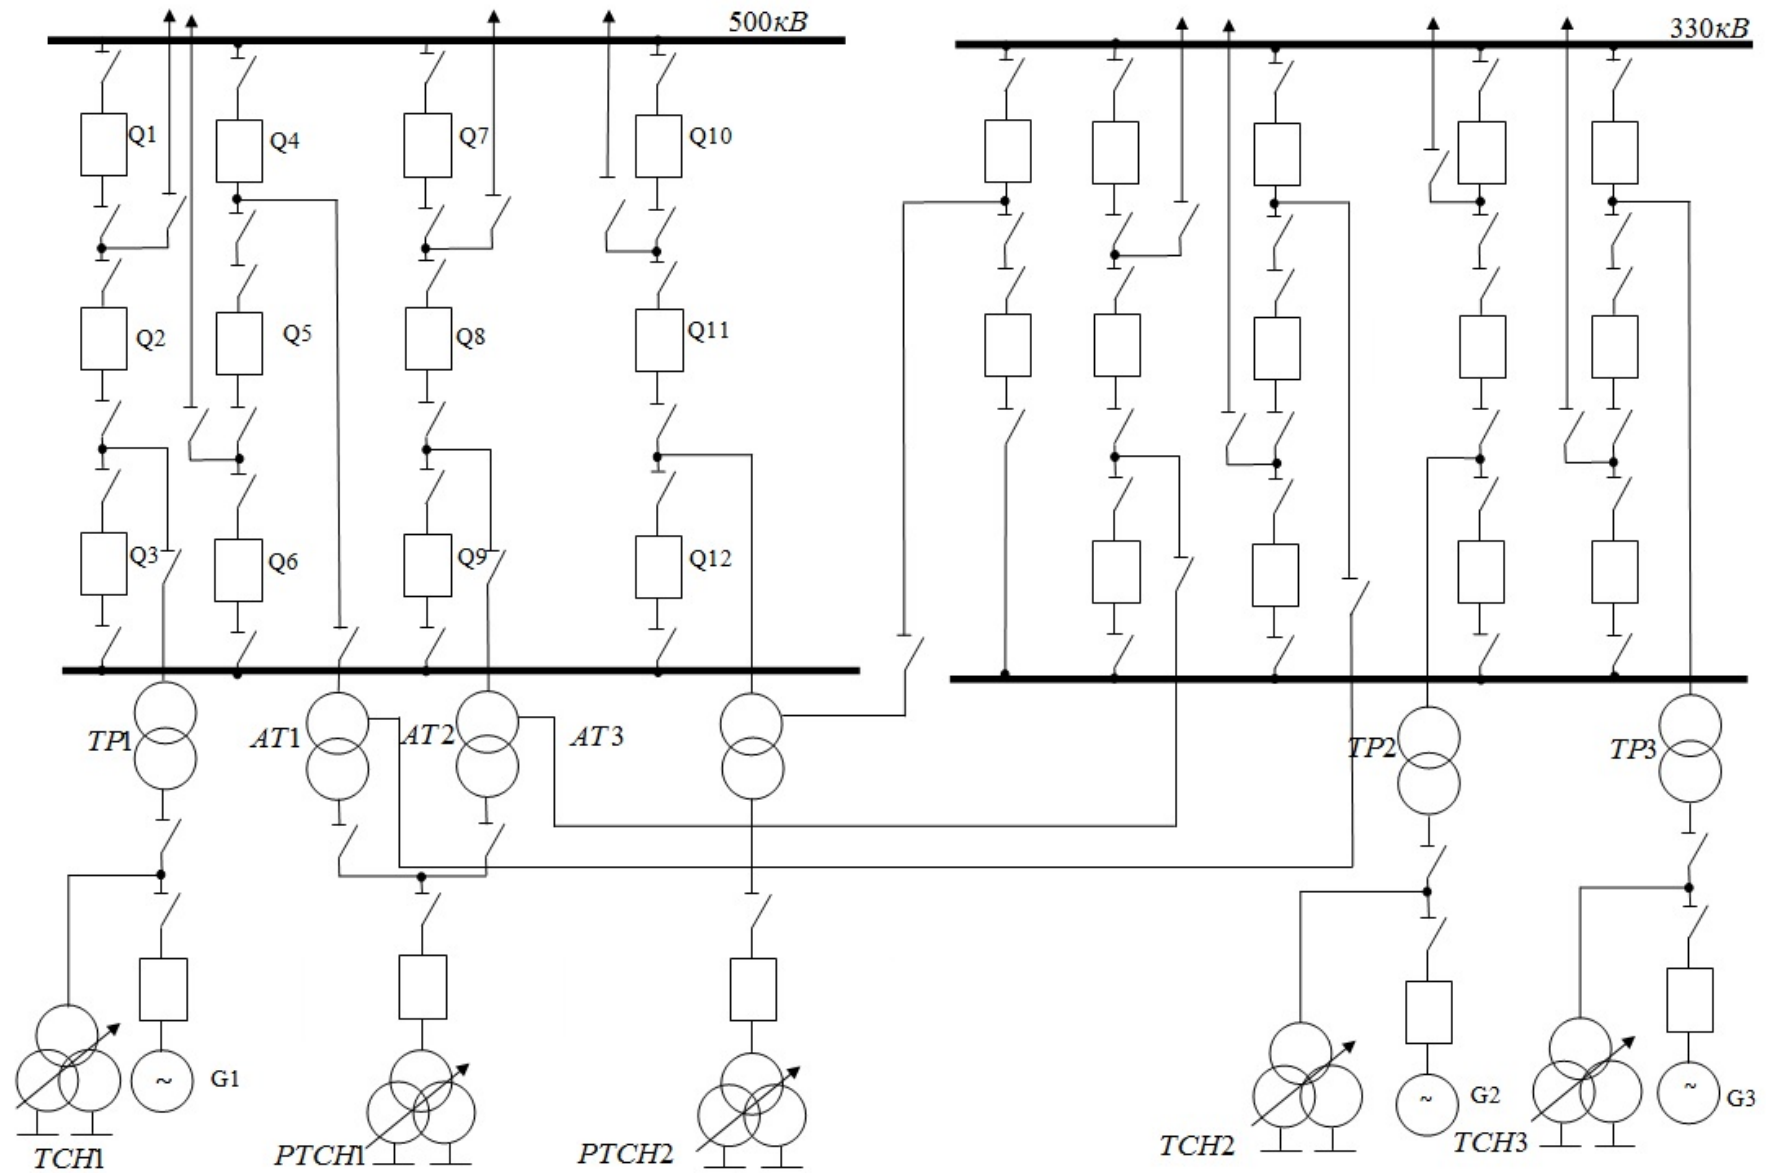 500кВ
330кВ
Q1
Q4
Q7
Q10
Q2
Q5
Q8
Q11
Q3
Q6
Q9
Q12
ТР1
АТ1
АТ2
АТ3
ТР2
ТР3
~
G1
~
G2
~
G3
ТСН1
РТСН1
РТСН2
ТСН2
ТСН3